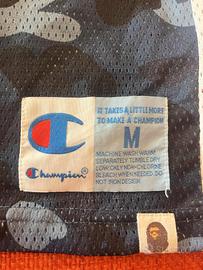 IT TAKES A LITTLE MORE
TO MAKE A CHAMPION
M
MACHINE WASH WARM
SEPARATELY TUMBLE DRY
LOW, ONLY NON-CHLORINE
BLEACH WHEN NEEDED. DO
NOT IRON DESIGN.
Champion